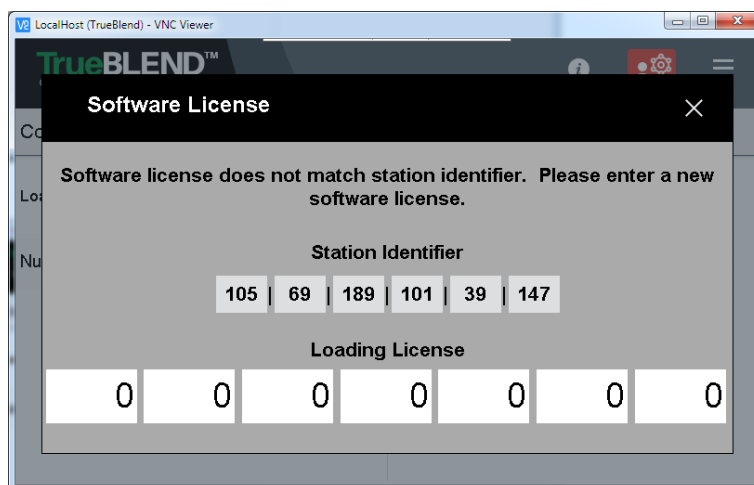 LocalHost (TrueBlend) - VNC Viewer
TrueBLEND™
Software License
Software license does not match station identifier. Please enter a new
software license.
Station Identifier
105 | 69 | 189 | 101 | 39 | 147
Loading License
0 0 0 0 0 0 0